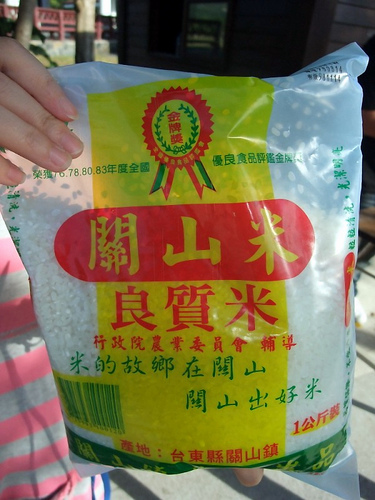 金牌獎
榮獲76.78.80.83年度全國
優良食品評鑑金牌獎
關山米
良質米
行政院農業委員會 輔導
米的故鄉在關山
關山出好米
1公斤裝
產地：台東縣關山鎮